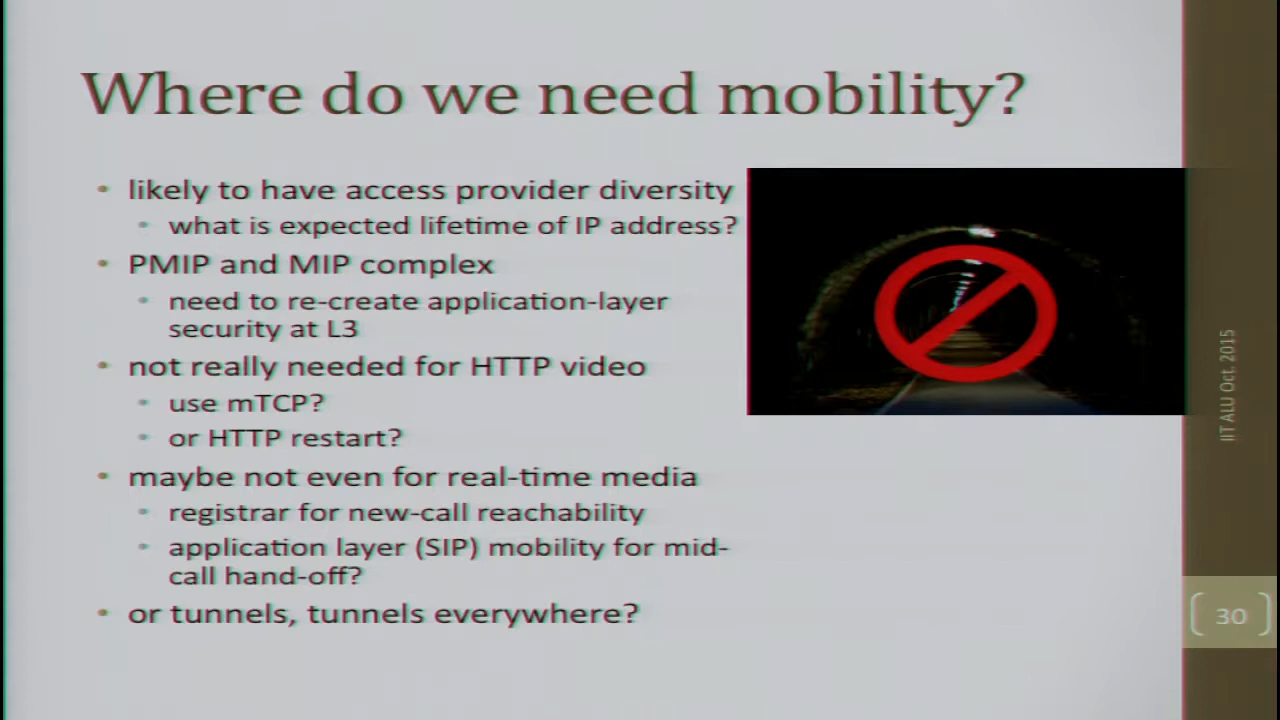 Where do we need mobility?
likely to have access provider diversity
what is expected lifetime of IP address?
PMIP and MIP complex
need to re-create application-layer
security at L3
not really needed for HTTP video
use mTCP?
or HTTP restart?
maybe not even for real-time media
registrar for new-call reachability
application layer (SIP) mobility for mid-
call hand-off?
or tunnels, tunnels everywhere?
IIT ALU Oct. 2015
30